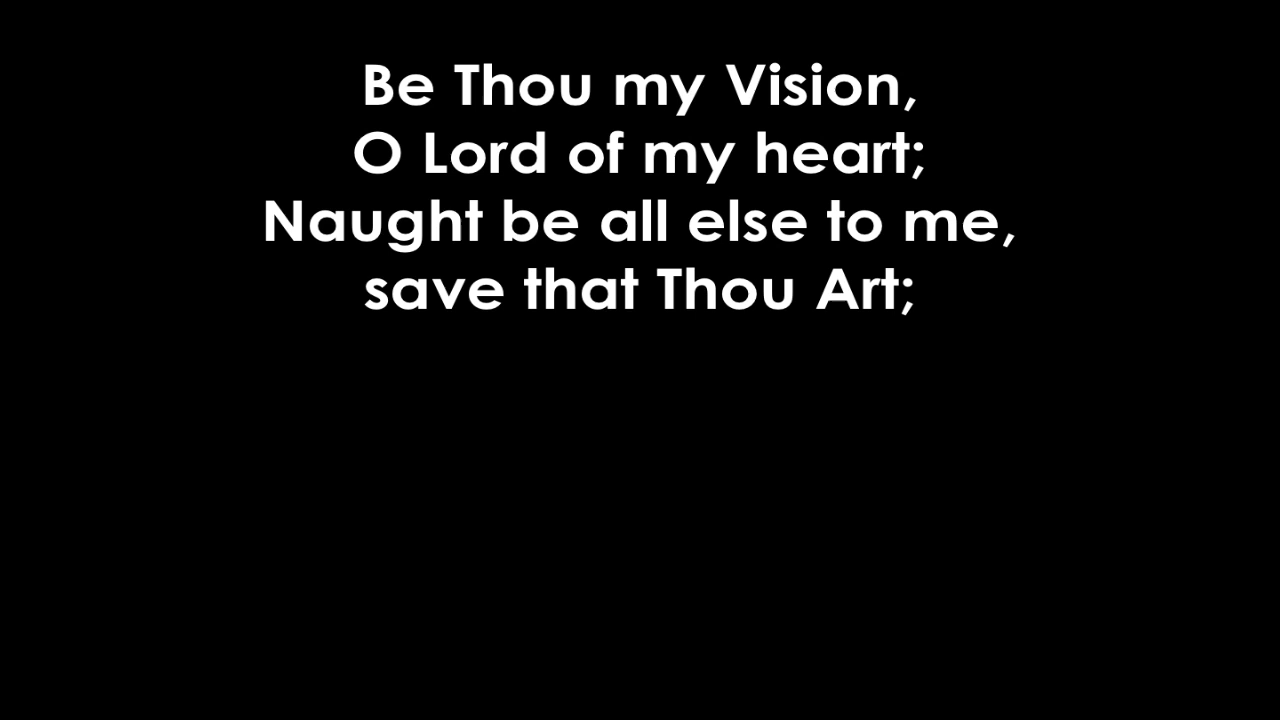 Be Thou my Vision,
O Lord of my heart;
Naught be all else to me,
save that Thou Art;